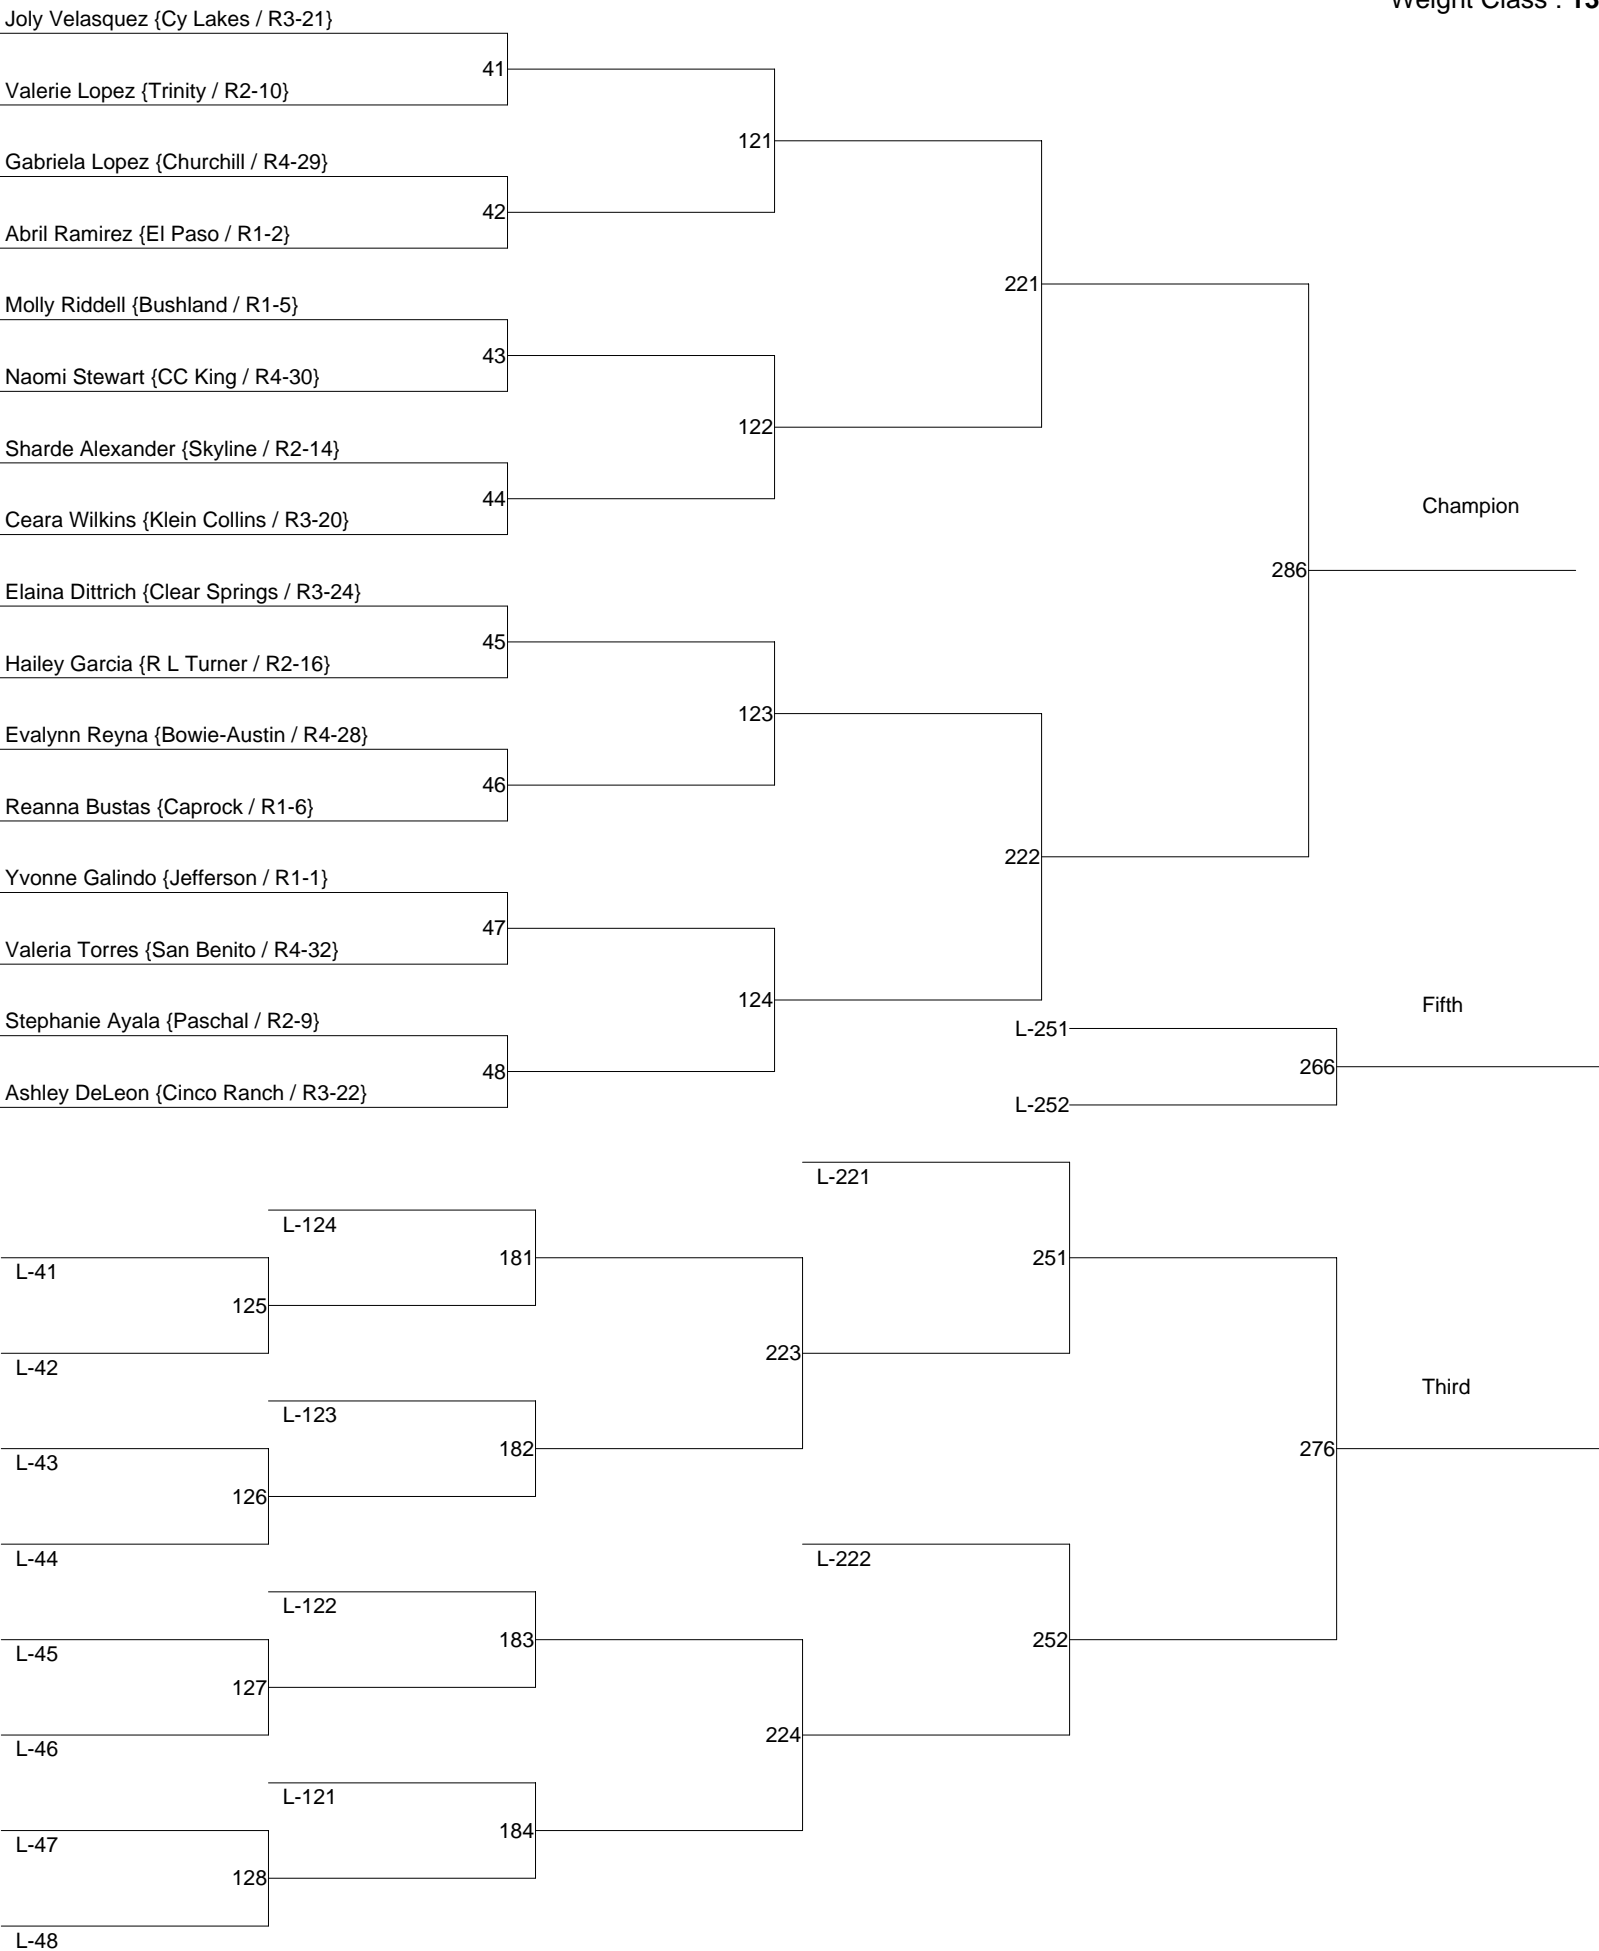 Weight Class : 13
Joly Velasquez {Cy Lakes / R3-21}
41
Valerie Lopez {Trinity / R2-10}
121
Gabriela Lopez {Churchill / R4-29}
42
Abril Ramirez {El Paso / R1-2}
221
Molly Riddell {Bushland / R1-5}
43
Naomi Stewart {CC King / R4-30}
122
Sharde Alexander {Skyline / R2-14}
44
Champion
Ceara Wilkins {Klein Collins / R3-20}
286
Elaina Dittrich {Clear Springs / R3-24}
45
Hailey Garcia {R L Turner / R2-16}
123
Evalynn Reyna {Bowie-Austin / R4-28}
46
Reanna Bustas {Caprock / R1-6}
222
Yvonne Galindo {Jefferson / R1-1}
47
Valeria Torres {San Benito / R4-32}
124
Fifth
Stephanie Ayala {Paschal / R2-9}
L-251
266
48
Ashley DeLeon {Cinco Ranch / R3-22}
L-252
L-221
L-124
181
251
L-41
125
223
L-42
Third
L-123
182
276
L-43
126
L-44
L-222
L-122
183
252
L-45
127
224
L-46
L-121
184
L-47
128
L-48